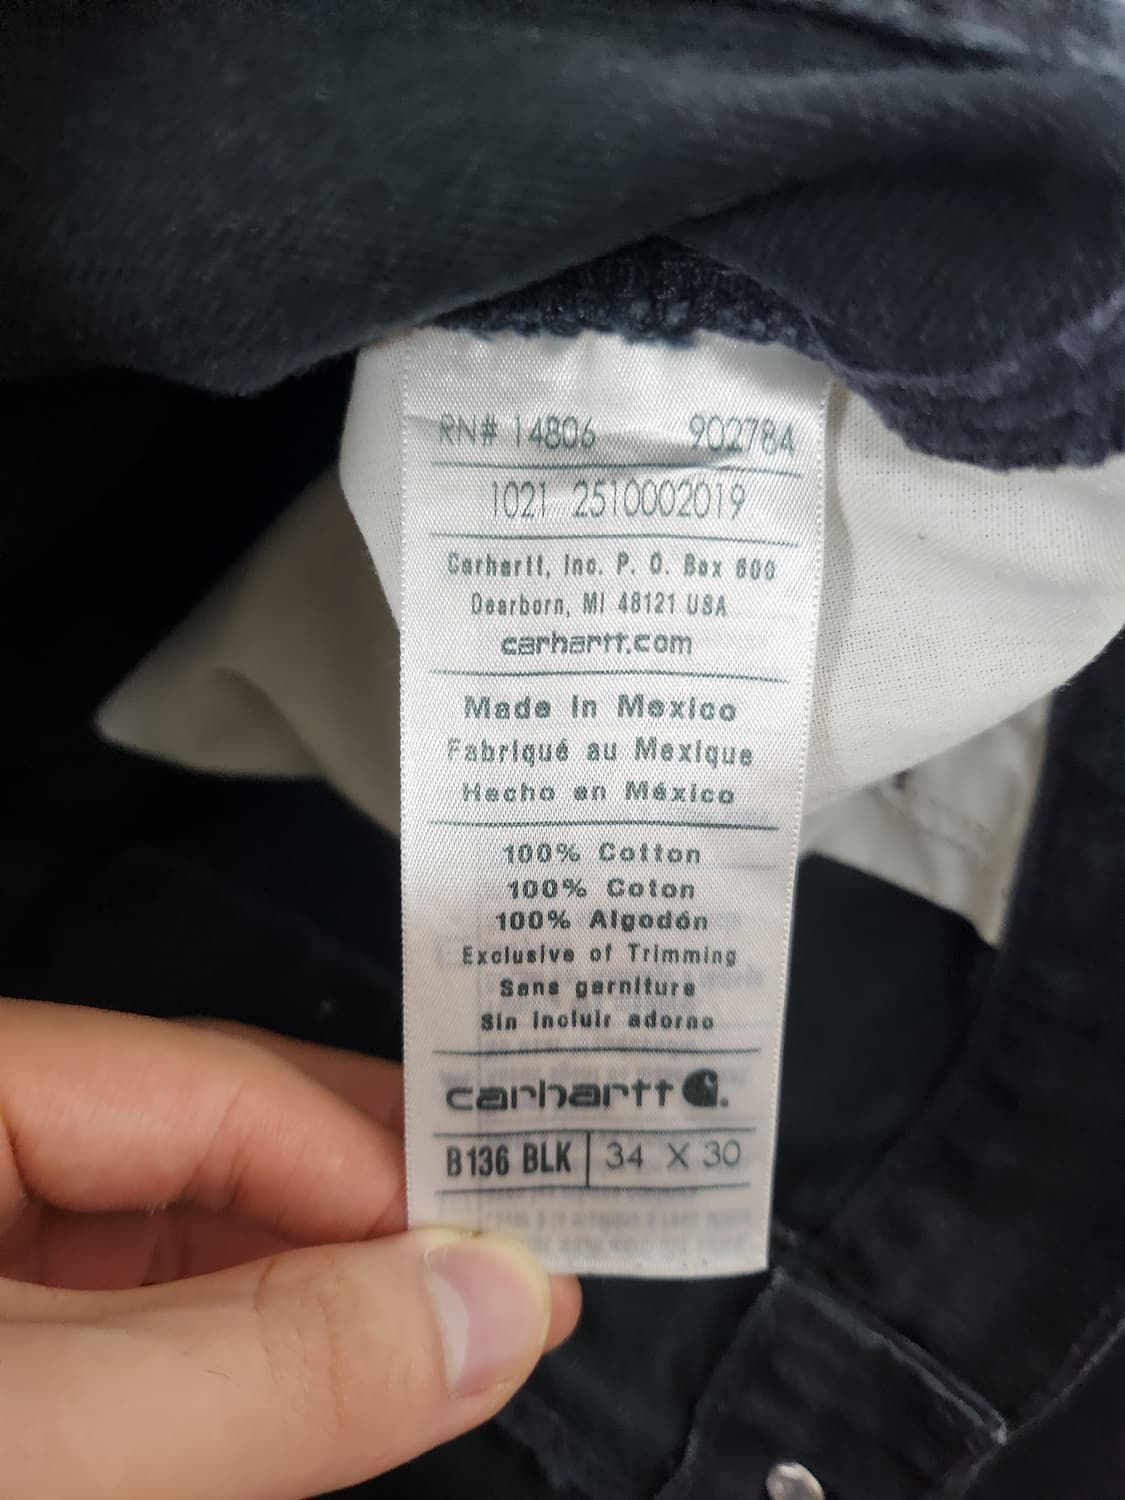 RN# 14806 902784
1021 2510002019
Carhartt, Inc. P. O. Box 600
Dearborn, MI 48121 USA
carhartt.com
Made in Mexico
Fabriqué au Mexique
Hecho en México
100% Cotton
100% Coton
100% Algodón
Exclusive of Trimming
Sans garniture
Sin incluir adorno
carhartt
B136 BLK 34 X 30